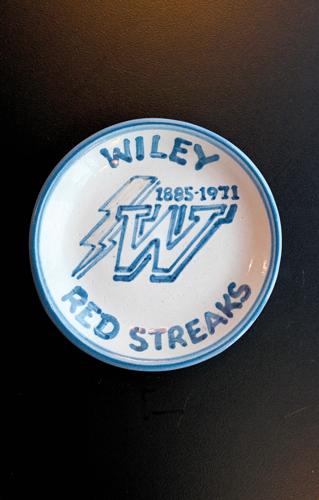 WILEY
1885-1971
W
RED STREAKS